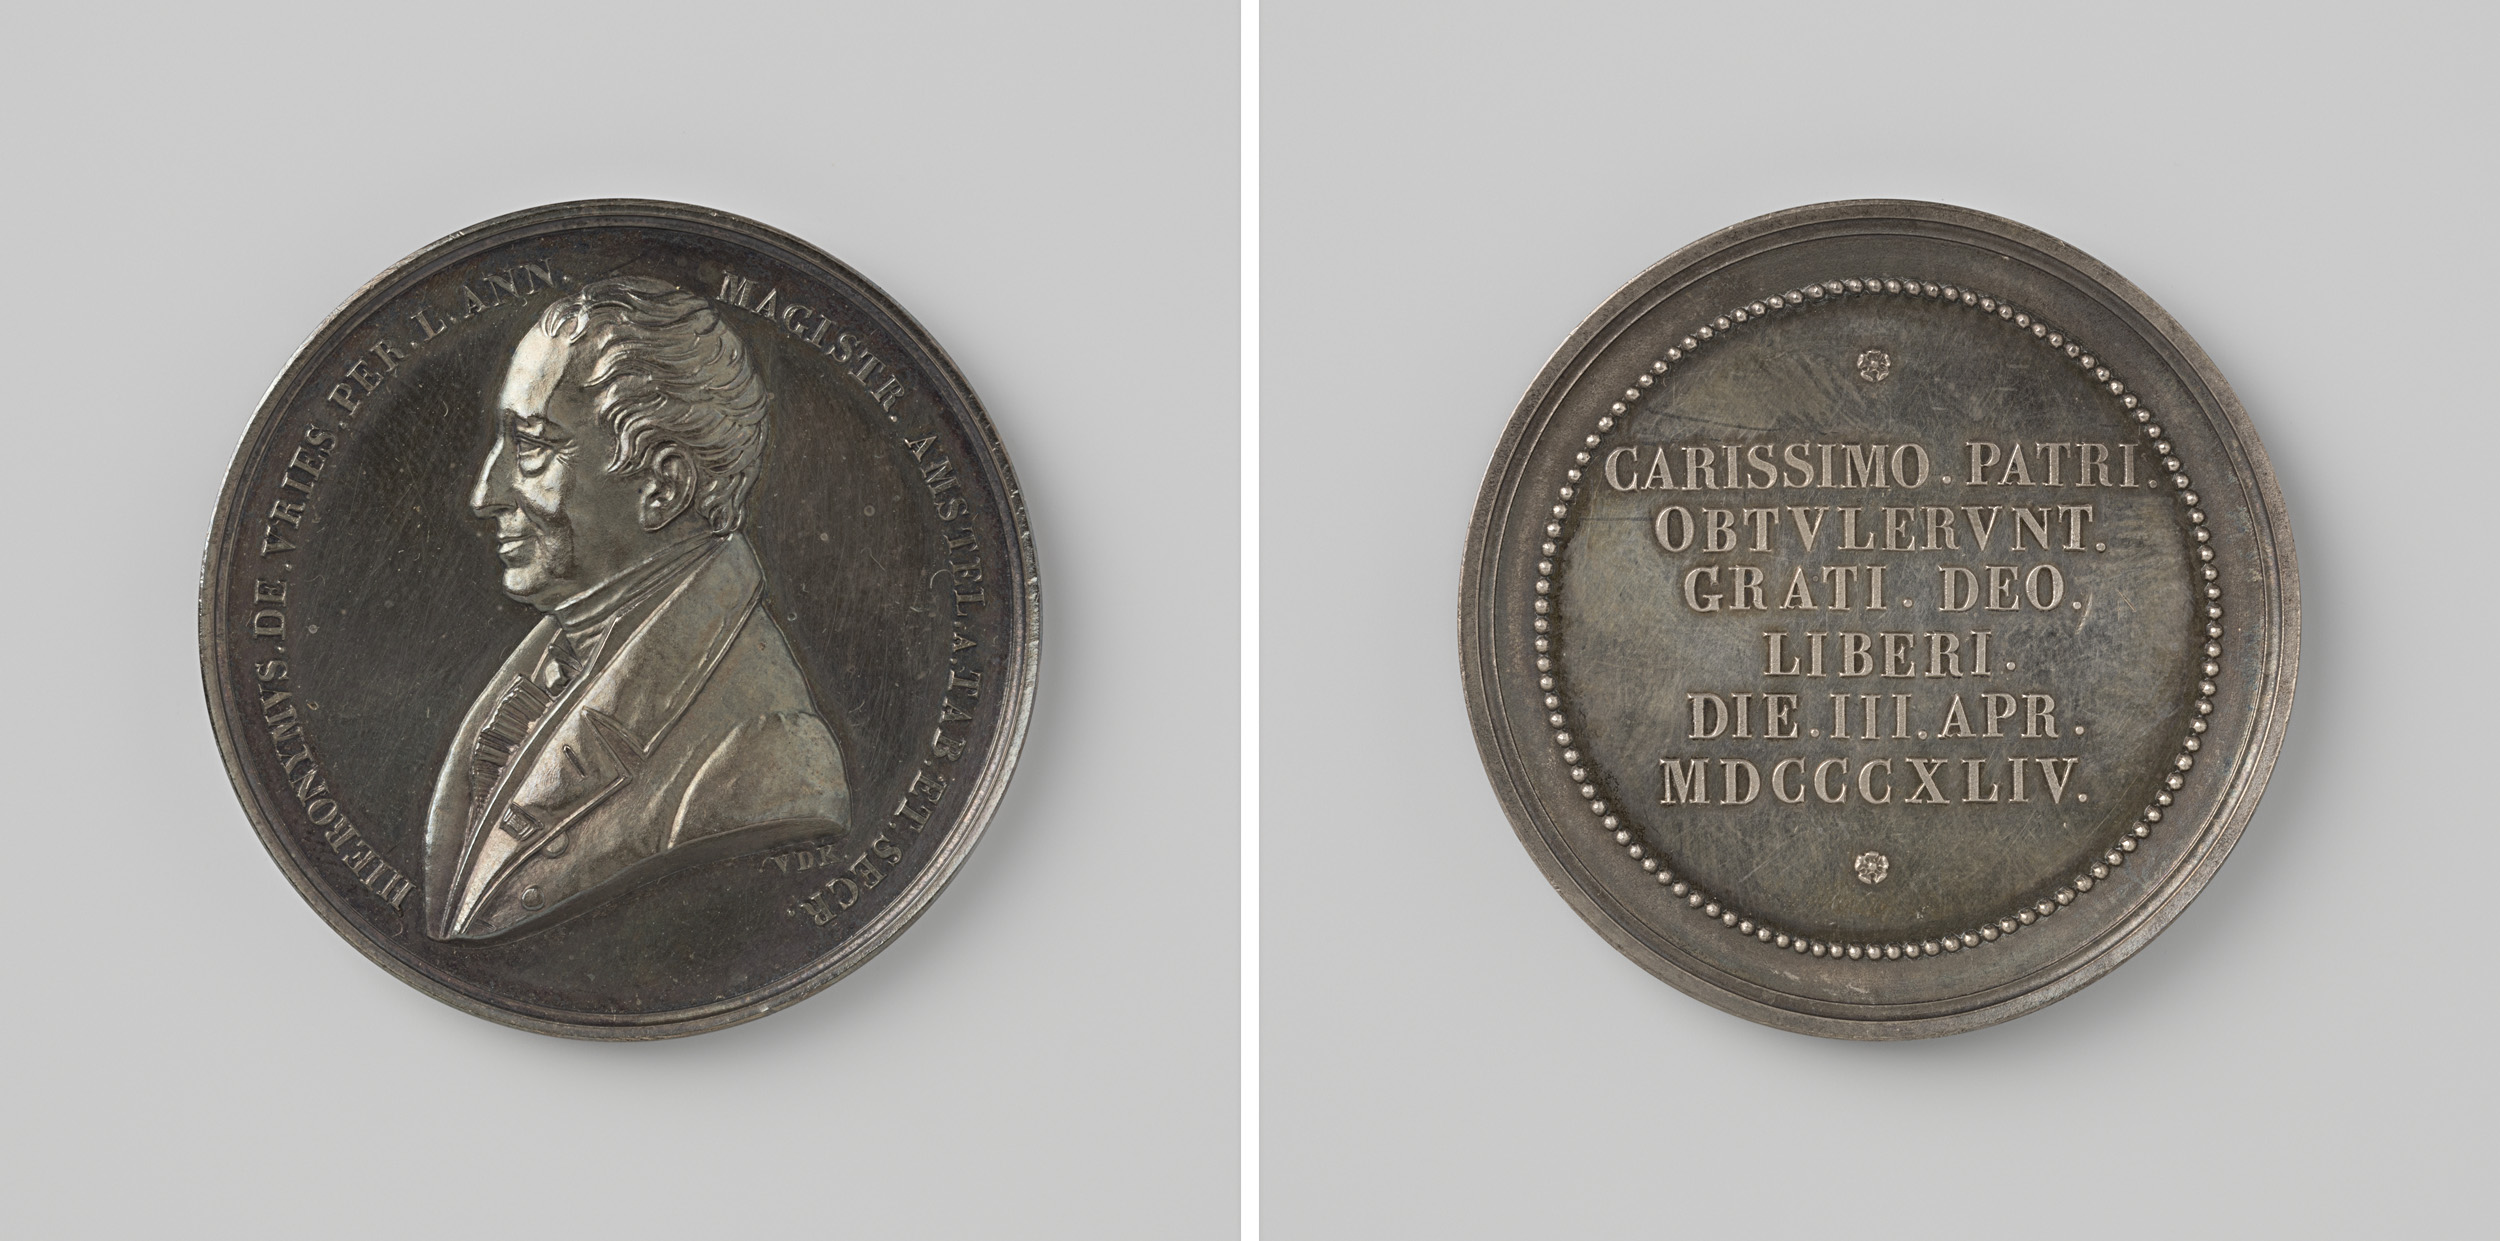 HIERONYMVS.DE.VRIES.PER.L.ANN. MAGISTR. AMSTEL.A.TAB.ET.SECR.
VDK.
CARISSIMO.PATRI.
OBTVLERVNT.
GRATI.DEO.
LIBERI.
DIE.III.APR.
MDCCCXLIV.